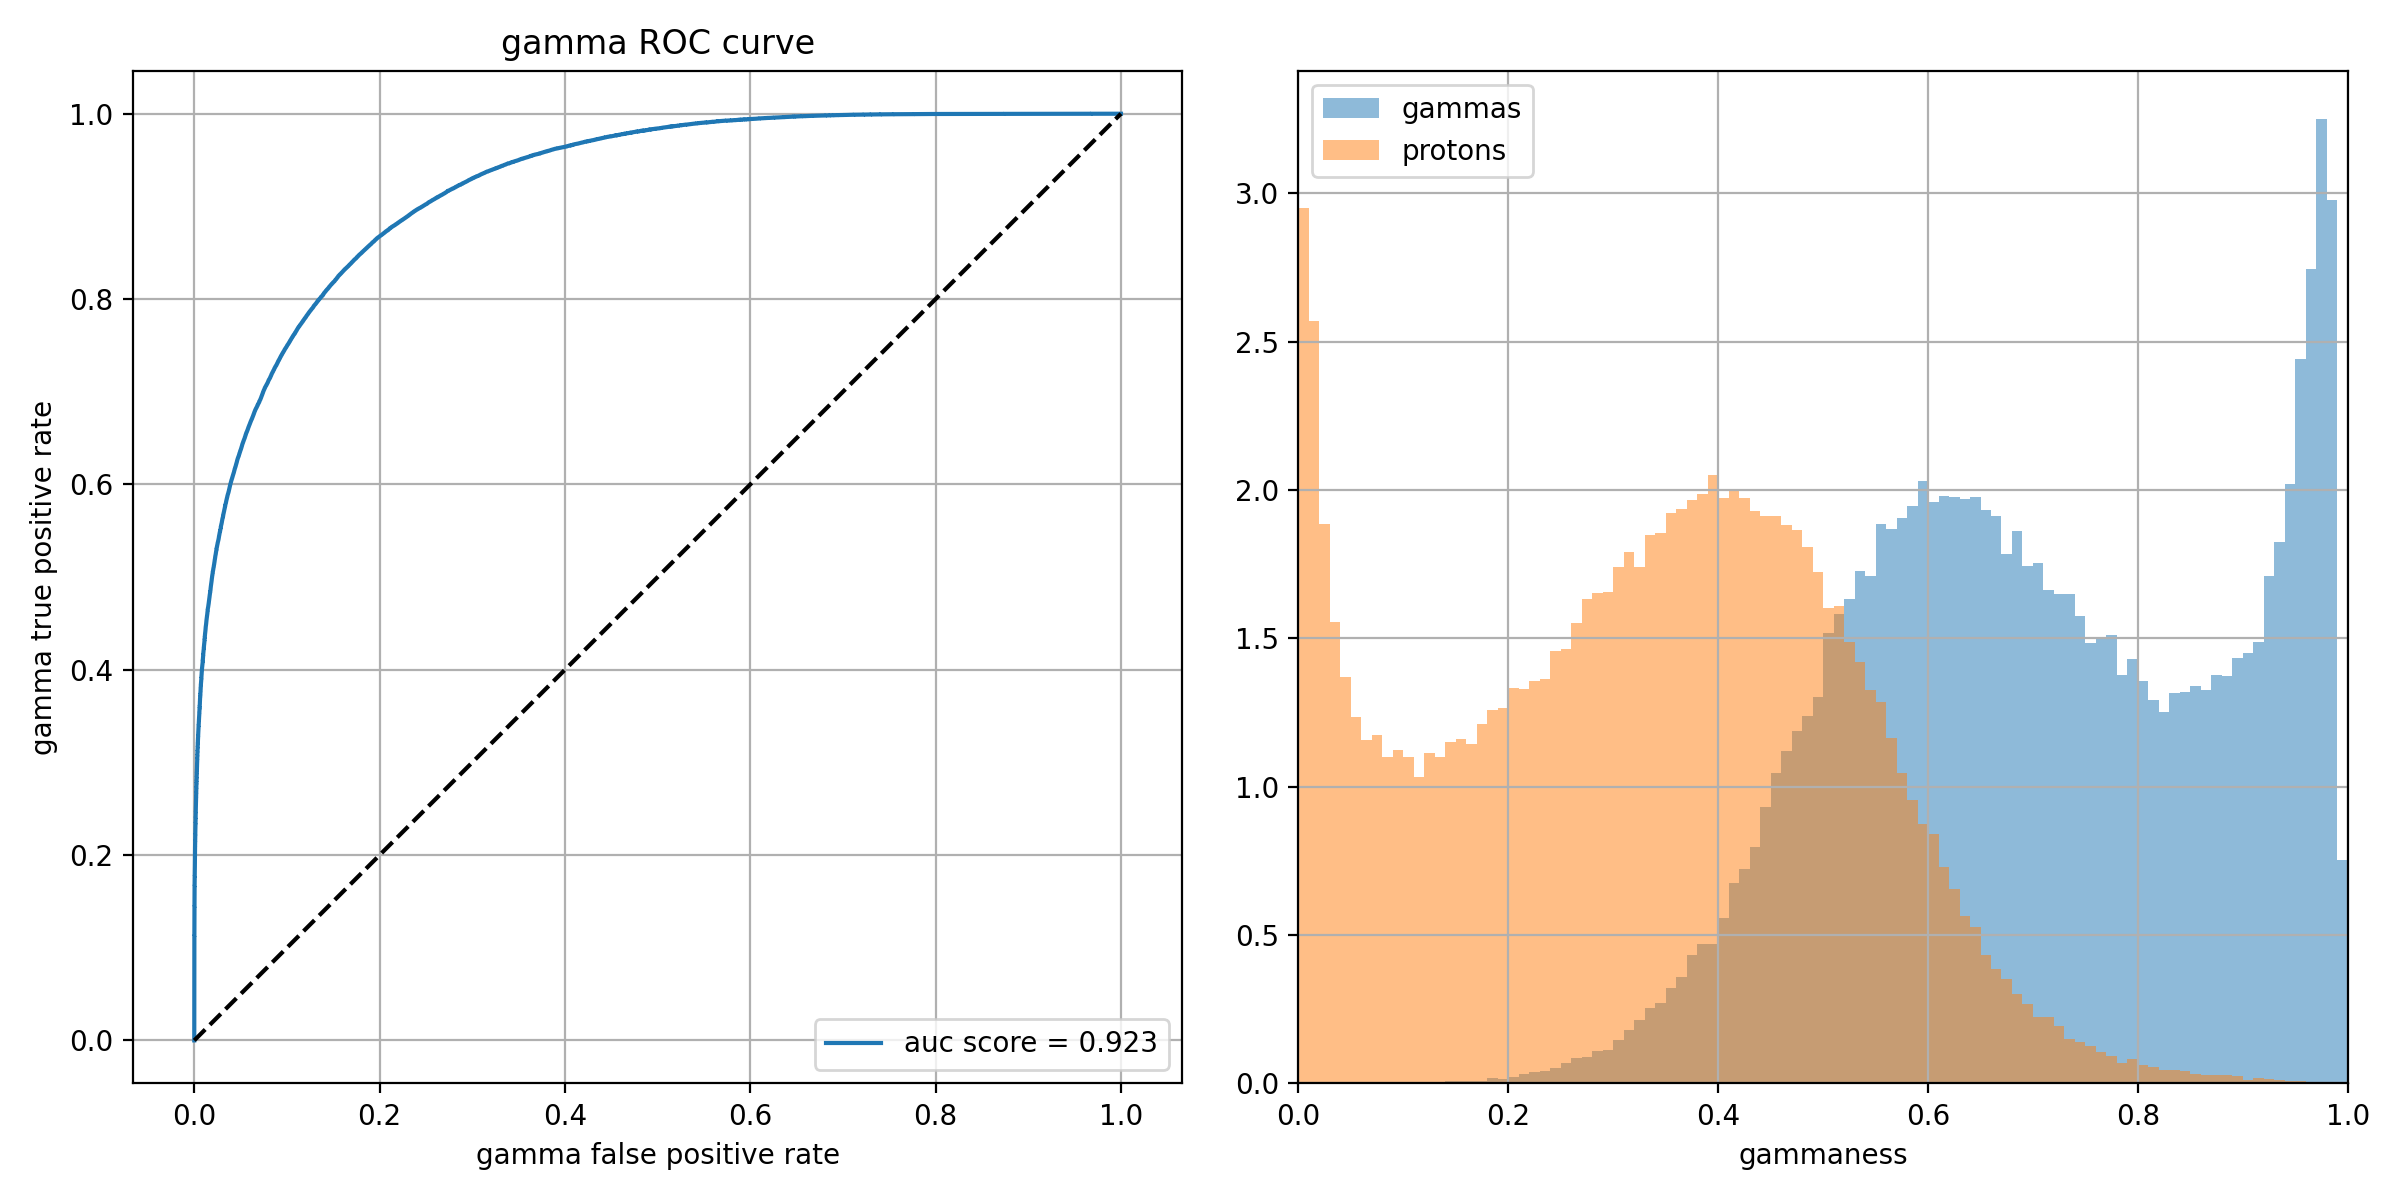 gamma ROC curve
1.0
0.8
0.6
0.4
0.2
0.0
gamma true positive rate
0.0 0.2 0.4 0.6 0.8 1.0
gamma false positive rate
auc score = 0.923
gammas
protons
3.0
2.5
2.0
1.5
1.0
0.5
0.0
0.0 0.2 0.4 0.6 0.8 1.0
gammaness